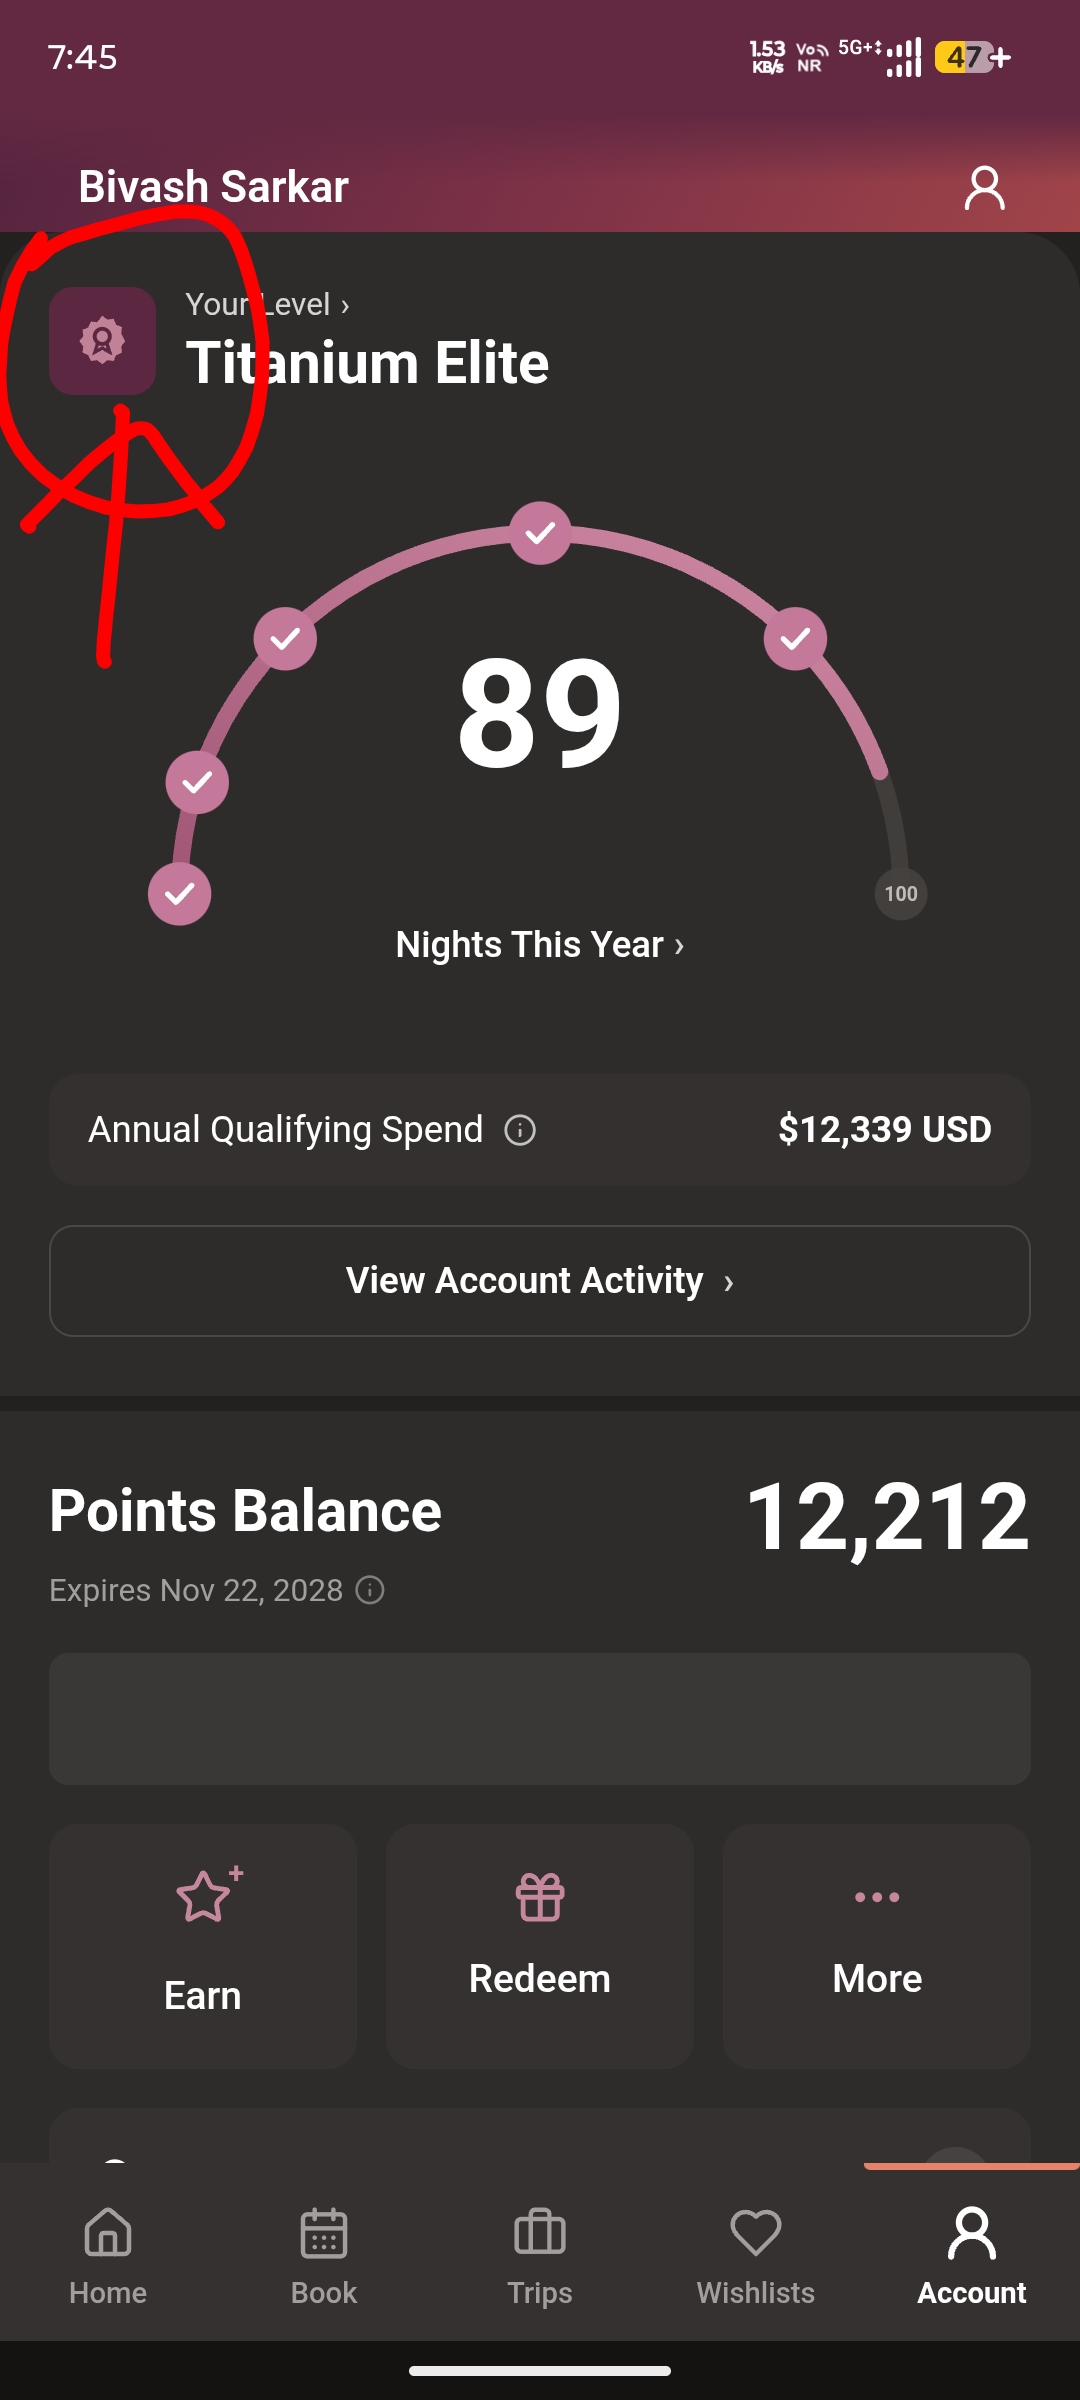 7:45
1.53 KB/s Vo NR 5G+ 47
Bivash Sarkar
Your Level ›
Titanium Elite
89
100
Nights This Year ›
Annual Qualifying Spend $12,339 USD
View Account Activity ›
Points Balance 12,212
Expires Nov 22, 2028
Earn Redeem More
Home Book Trips Wishlists Account